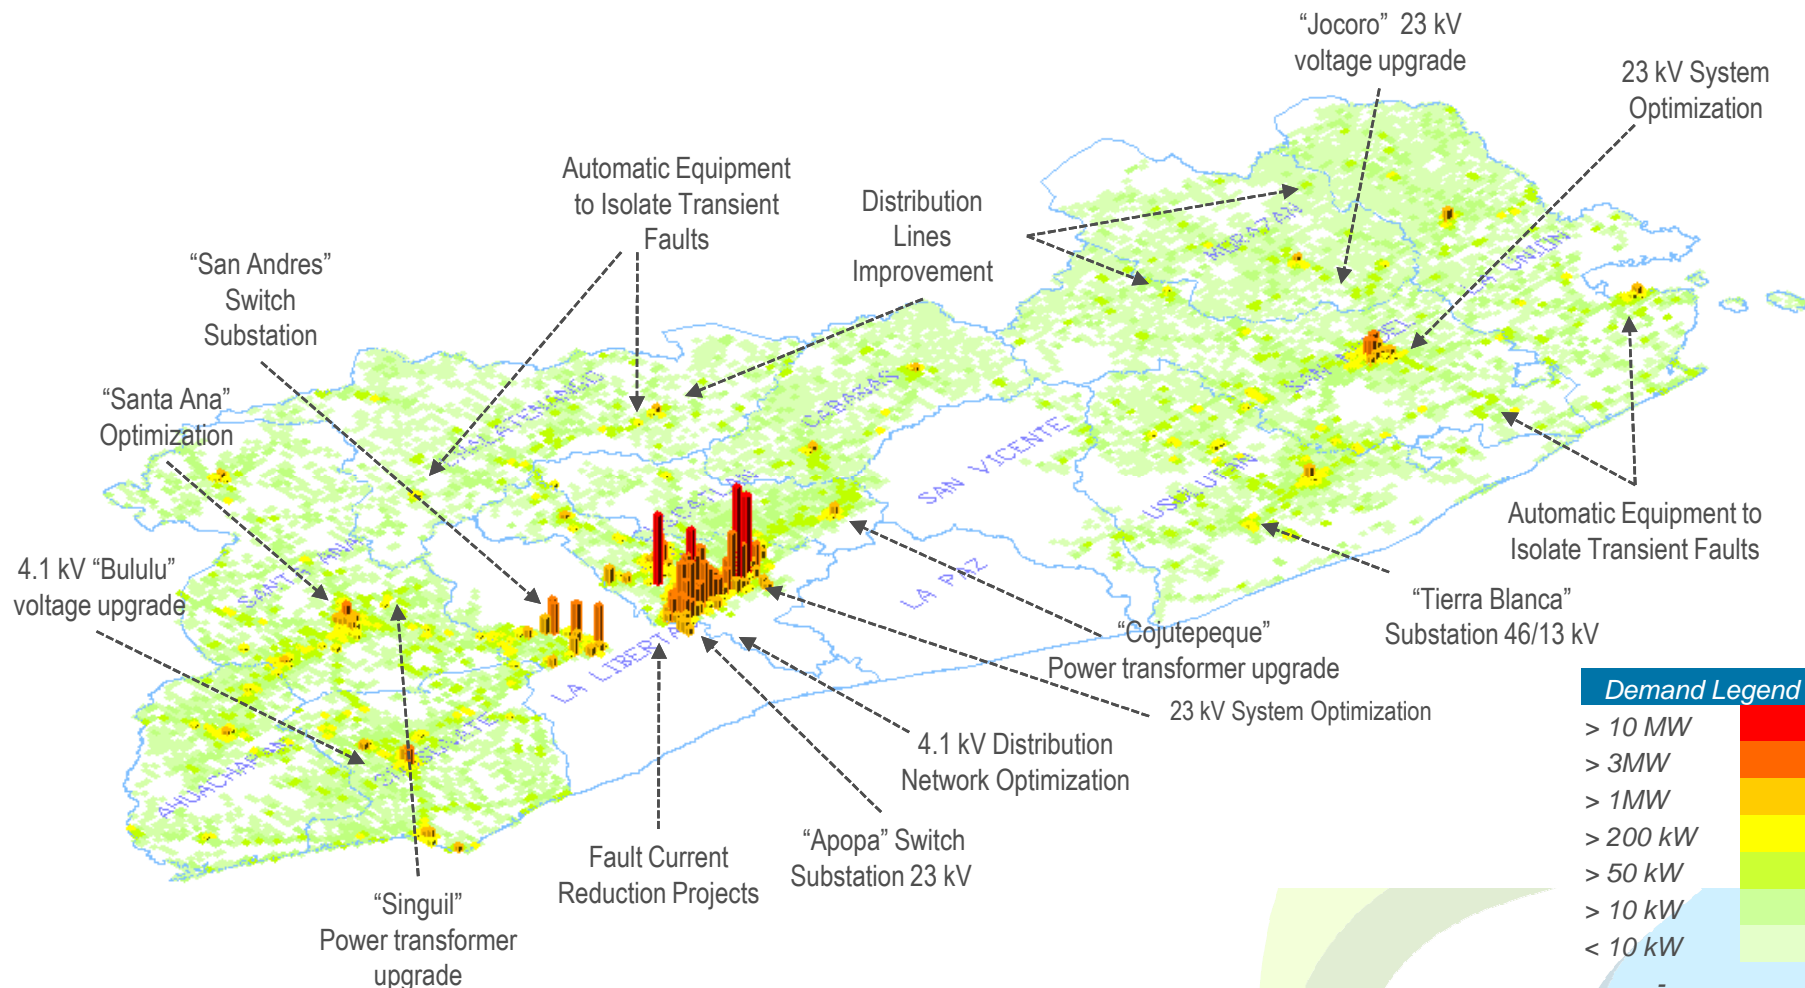 “Jocoro” 23 kV
voltage upgrade
23 kV System
Optimization
Automatic Equipment
to Isolate Transient
Faults
Distribution
Lines
Improvement
“San Andres”
Switch
Substation
“Santa Ana”
Optimization
4.1 kV “Bululu”
voltage upgrade
MORAZAN
LA UNION
SAN MIGUEL
CHALATENANGO
CABAÑAS
SAN VICENTE
USULUTAN
SANTA ANA
LA PAZ
LA LIBERTA
AHUACHAPAN
SONSONATE
Automatic Equipment to
Isolate Transient Faults
“Tierra Blanca”
Substation 46/13 kV
“Cojutepeque”
Power transformer upgrade
23 kV System Optimization
4.1 kV Distribution
Network Optimization
“Apopa” Switch
Substation 23 kV
Fault Current
Reduction Projects
“Singuil”
Power transformer
upgrade
Demand Legend
> 10 MW
> 3MW
> 1MW
> 200 kW
> 50 kW
> 10 kW
< 10 kW